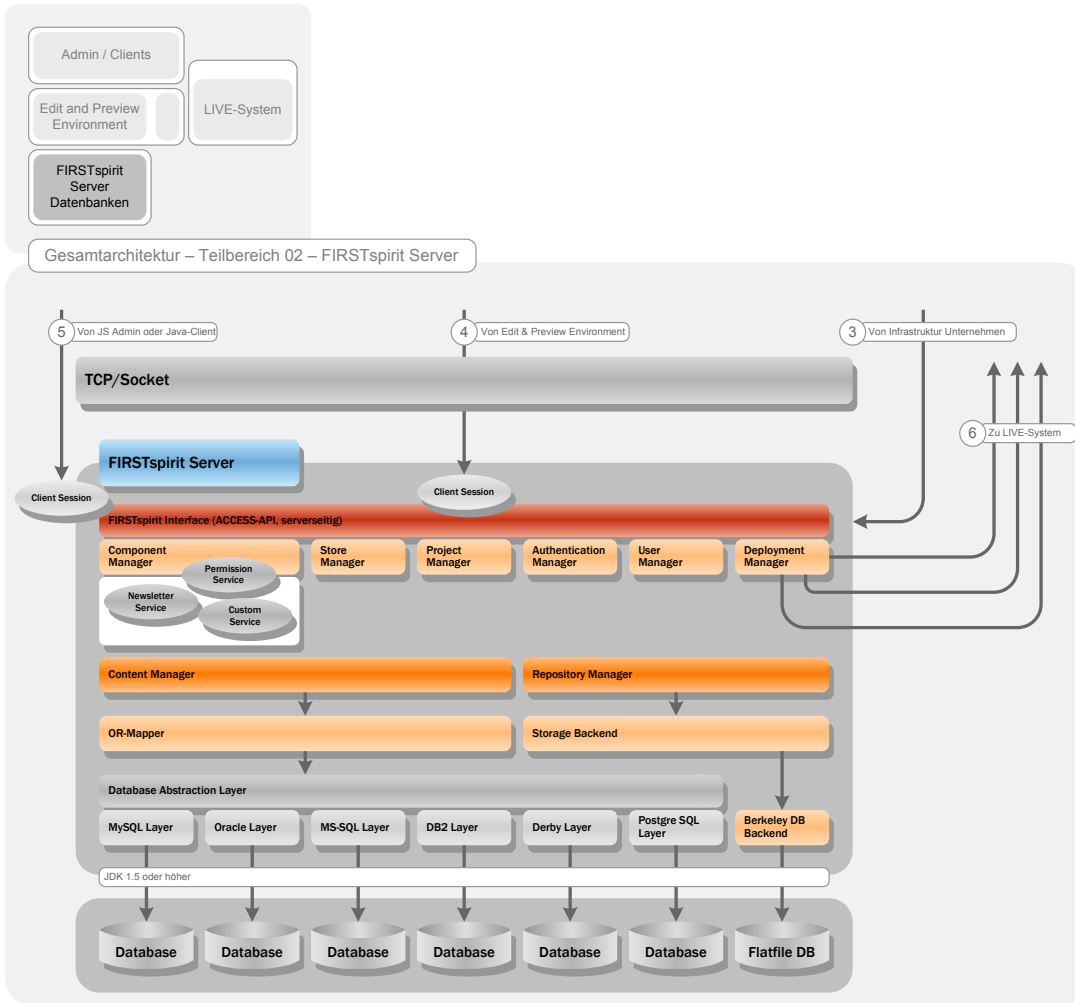 Admin / Clients
Edit and Preview
Environment
LIVE-System
FIRSTspirit
Server
Datenbanken
Gesamtarchitektur – Teilbereich 02 – FIRSTspirit Server
5 Von JS Admin oder Java-Client
4 Von Edit & Preview Environment
3 Von Infrastruktur Unternehmen
TCP/Socket
6 Zu LIVE-System
FIRSTspirit Server
Client Session
Client Session
FIRSTspirit Interface (ACCESS-API, serverseitig)
Component
Manager
Store
Manager
Project
Manager
Authentication
Manager
User
Manager
Deployment
Manager
Permission
Service
Newsletter
Service
Custom
Service
Content Manager
Repository Manager
OR-Mapper
Storage Backend
Database Abstraction Layer
MySQL Layer
Oracle Layer
MS-SQL Layer
DB2 Layer
Derby Layer
Postgre SQL
Layer
Berkeley DB
Backend
JDK 1.5 oder höher
Database
Database
Database
Database
Database
Database
Flatfile DB